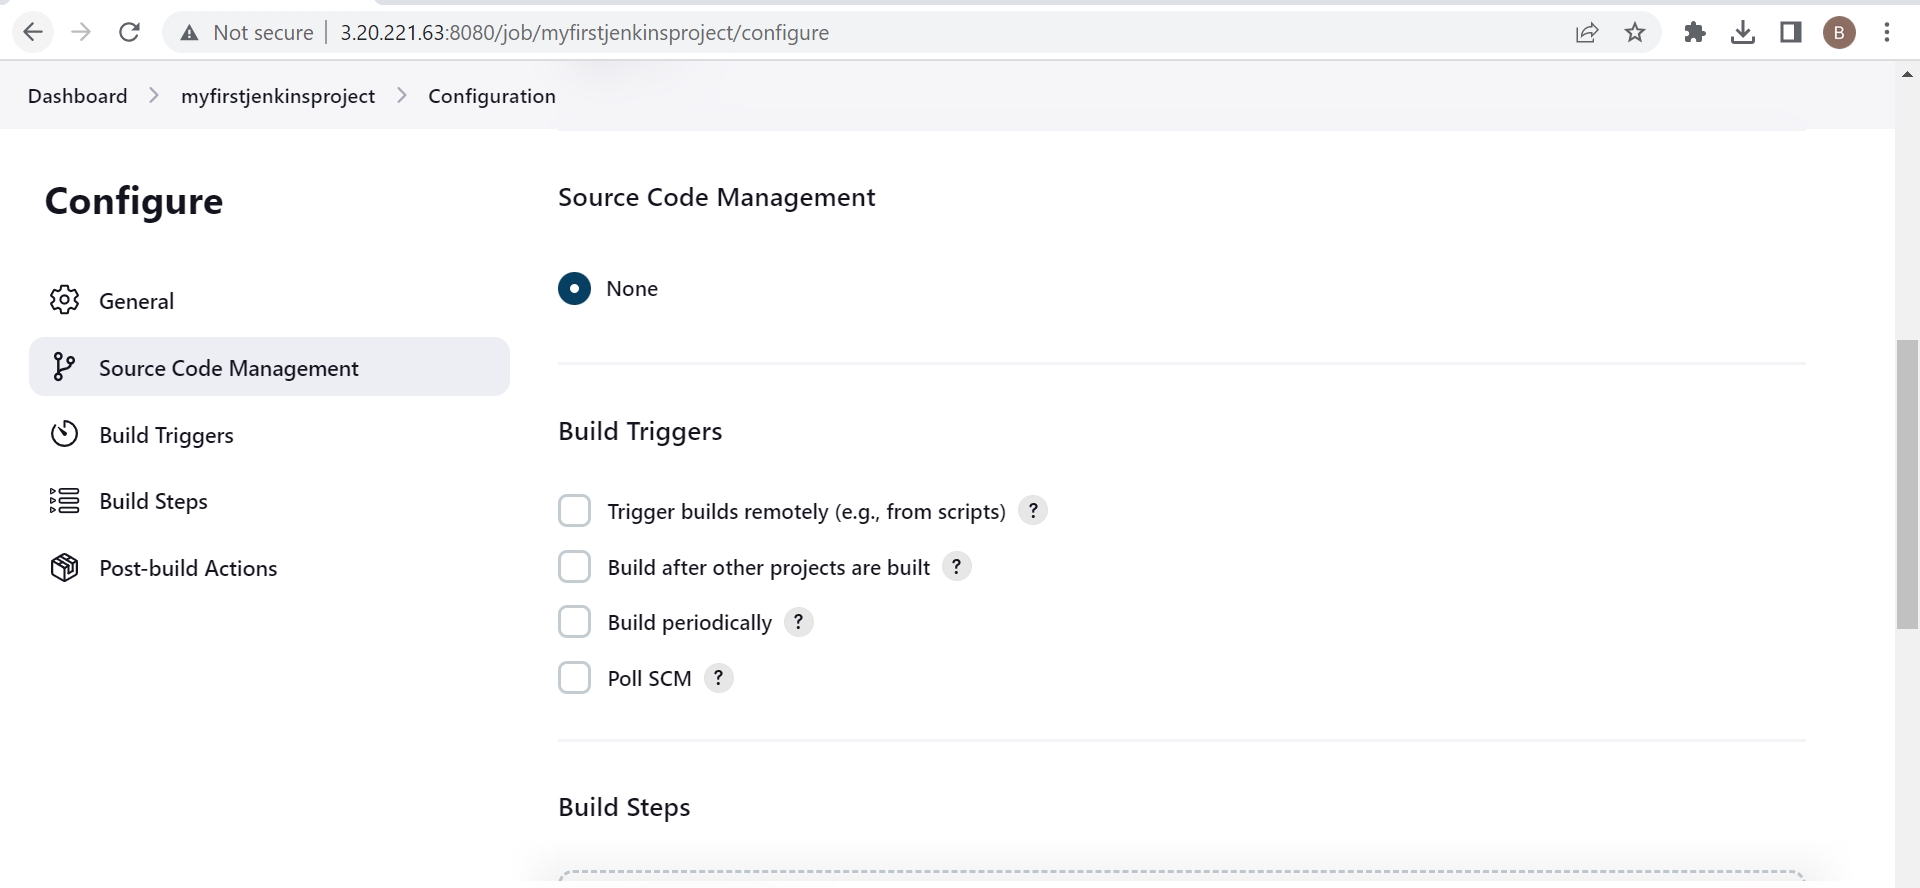 Not secure
3.20.221.63:8080/job/myfirstjenkinsproject/configure
B
Dashboard
myfirstjenkinsproject
Configuration
Configure
General
Source Code Management
Build Triggers
Build Steps
Post-build Actions
Source Code Management
None
Build Triggers
Trigger builds remotely (e.g., from scripts) ?
Build after other projects are built ?
Build periodically ?
Poll SCM ?
Build Steps